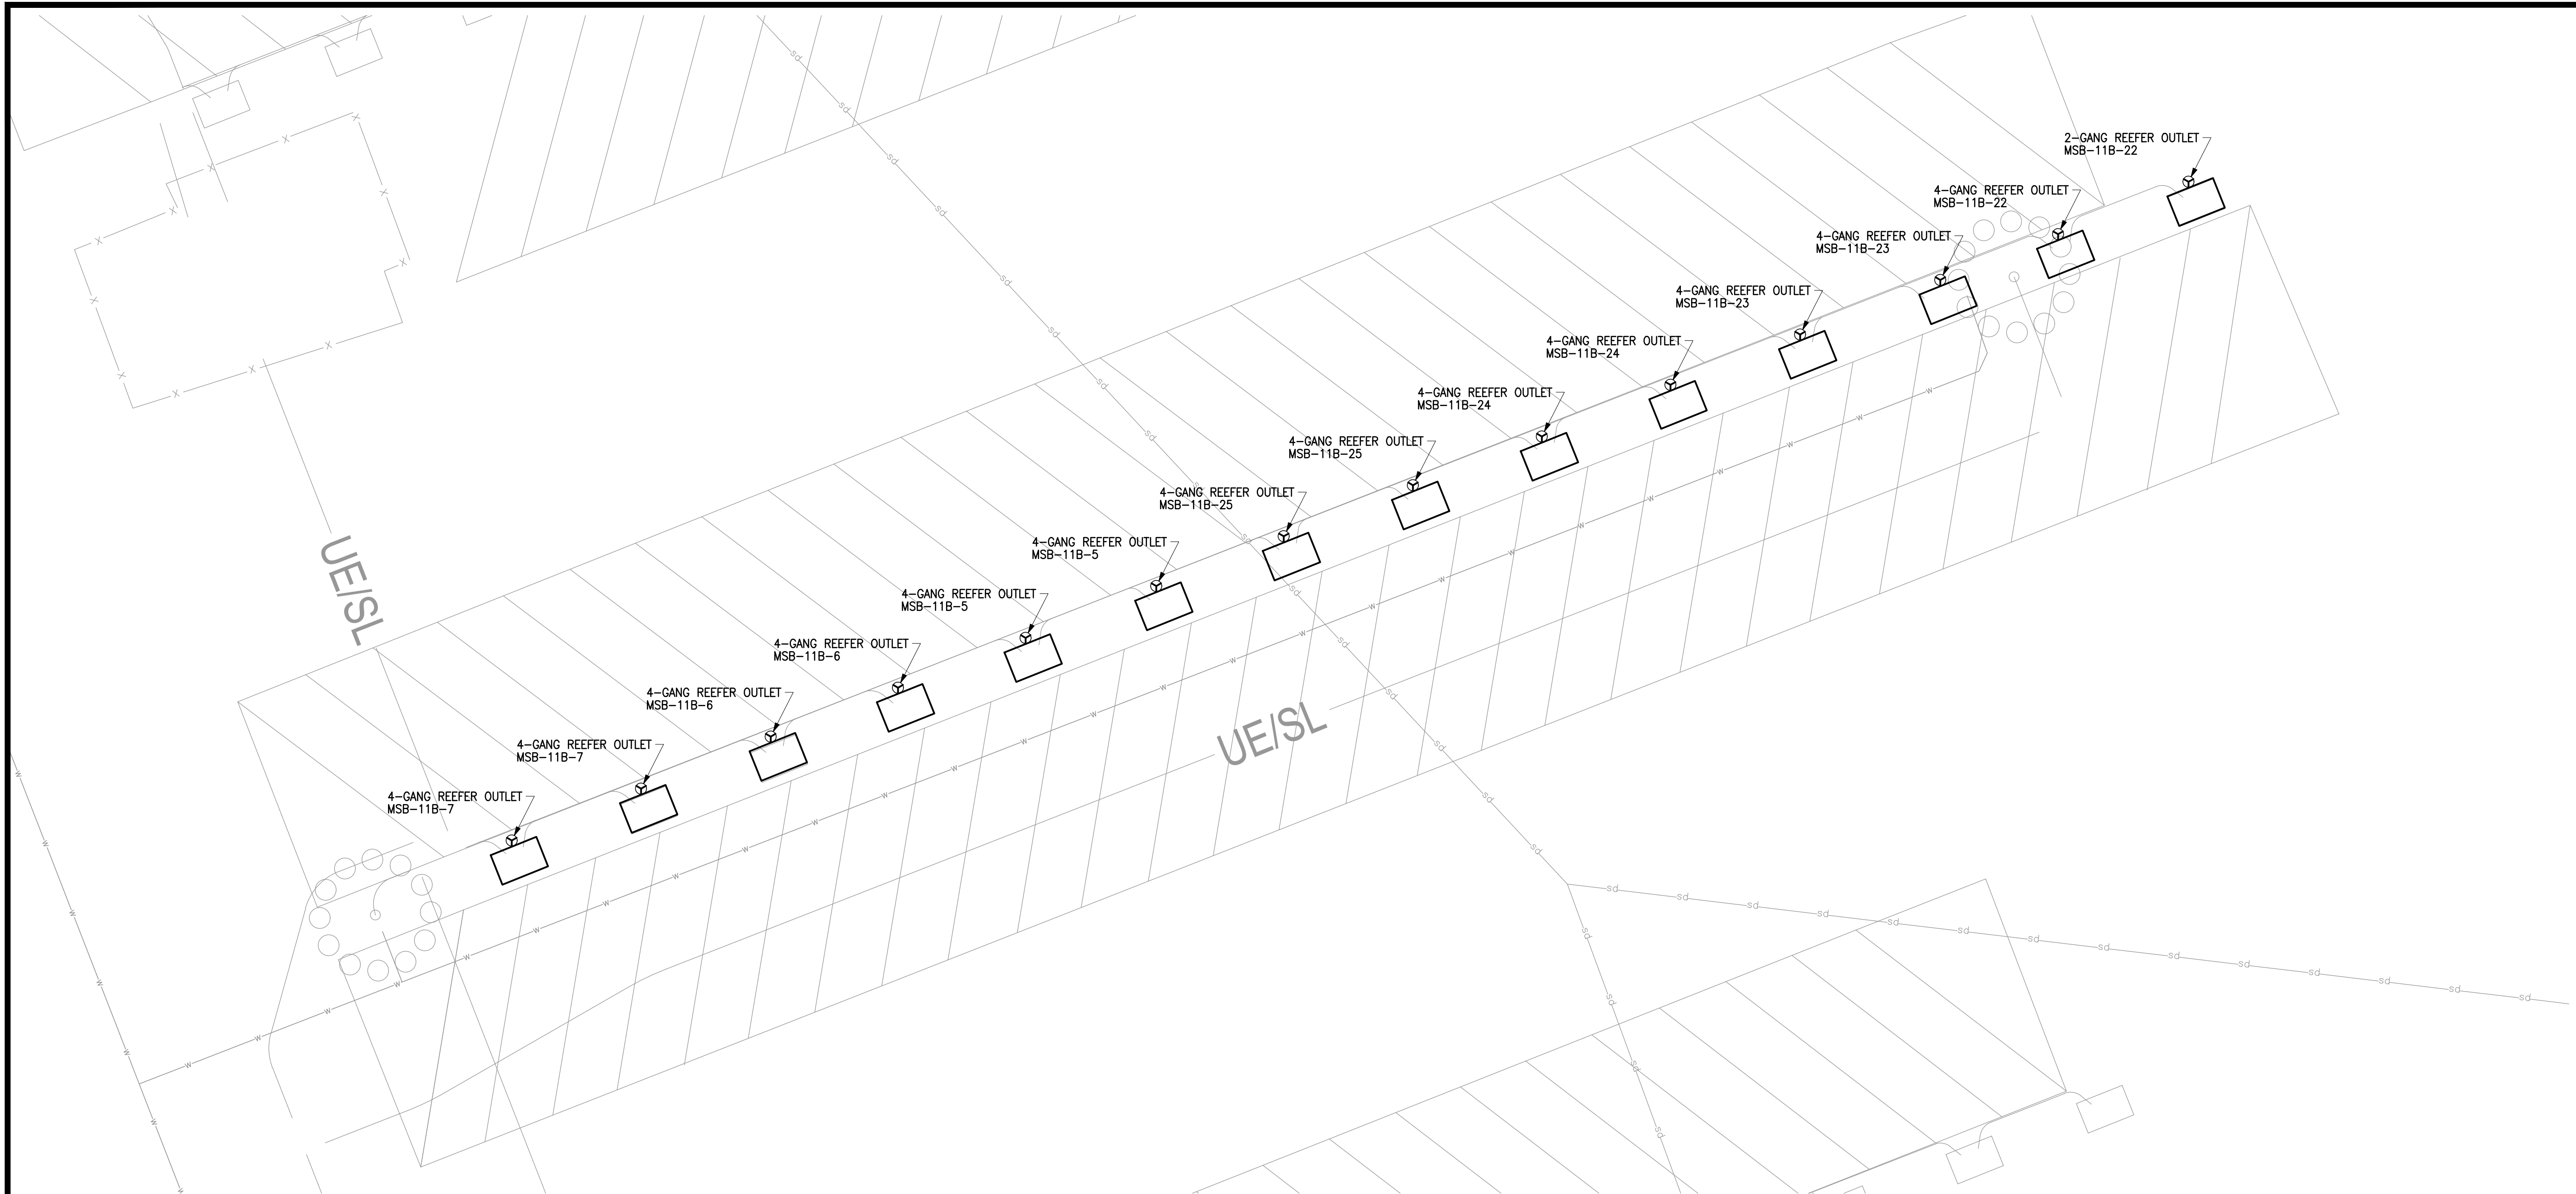 2-GANG REEFER OUTLET
MSB-11B-22
4-GANG REEFER OUTLET
MSB-11B-22
4-GANG REEFER OUTLET
MSB-11B-23
4-GANG REEFER OUTLET
MSB-11B-23
4-GANG REEFER OUTLET
MSB-11B-24
4-GANG REEFER OUTLET
MSB-11B-24
4-GANG REEFER OUTLET
MSB-11B-25
4-GANG REEFER OUTLET
MSB-11B-25
4-GANG REEFER OUTLET
MSB-11B-5
4-GANG REEFER OUTLET
MSB-11B-5
4-GANG REEFER OUTLET
MSB-11B-6
4-GANG REEFER OUTLET
MSB-11B-6
4-GANG REEFER OUTLET
MSB-11B-7
4-GANG REEFER OUTLET
MSB-11B-7
UE/SL
UE/SL